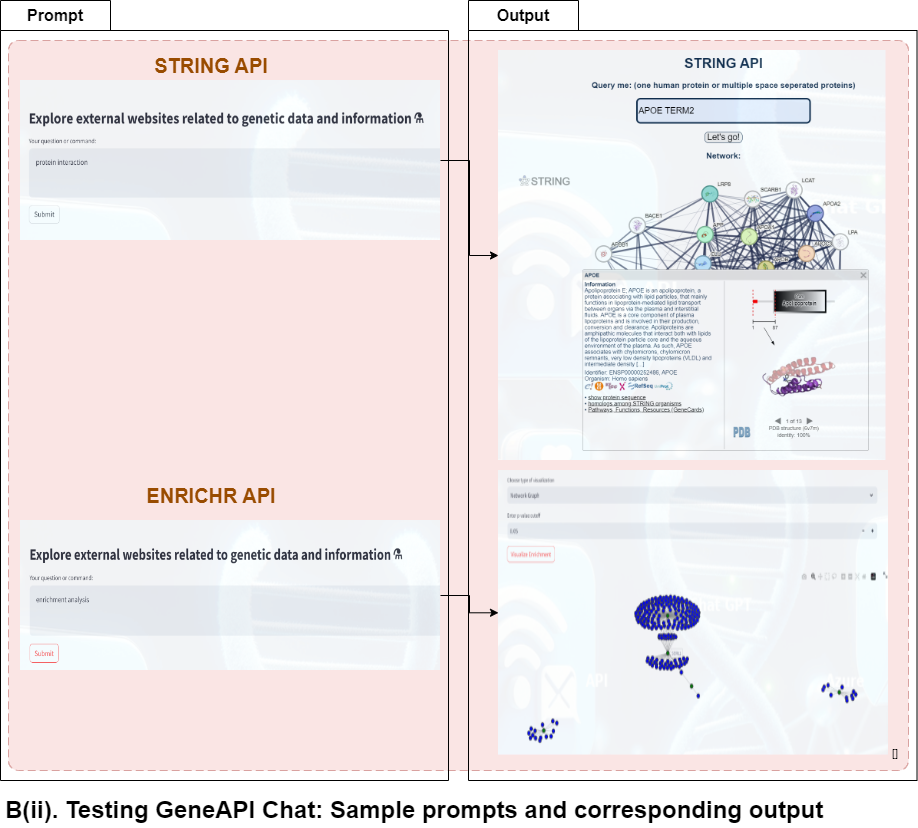 Prompt
Output
STRING API
Explore external websites related to genetic data and information
Your question or command:
protein interaction
Submit
STRING API
Query me: (one human protein or multiple space seperated proteins)
APOE TERM2
Let's go!
Network:
STRING
LRP8
SCARB1
LCAT
APOA2
BACE1
LPA
APOE
Information
Apolipoprotein E; APOE is an apolipoprotein, a
protein associating with lipid particles, that mainly
functions in lipoprotein-mediated lipid transport
between organs via the plasma and interstitial
fluids. APOE is a core component of plasma
lipoproteins and is involved in their production,
conversion and clearance. Apoliproteins are
amphipathic molecules that interact both with lipids
of the lipoprotein particle core and the aqueous
environment of the plasma. As such, APOE
associates with chylomicrons, chylomicron
remnants, very low density lipoproteins (VLDL) and
intermediate density [...]
Identifier: ENSP00000252486, APOE
Organism: Homo sapiens
RefSeq
• show protein sequence
• homologs among STRING organisms
• Pathways, Functions, Resources (GeneCards)
Apolipoprotein
1
PDB
1 of 15
Identity: 100%
ENRICHR API
Explore external websites related to genetic data and information
Your question or command:
enrichment analysis
Submit
Choose type of visualization:
Network Graph
Enter p-value cutoff
0.05
Visualize Enrichment
GPT
API
[]
B(ii). Testing GeneAPI Chat: Sample prompts and corresponding output